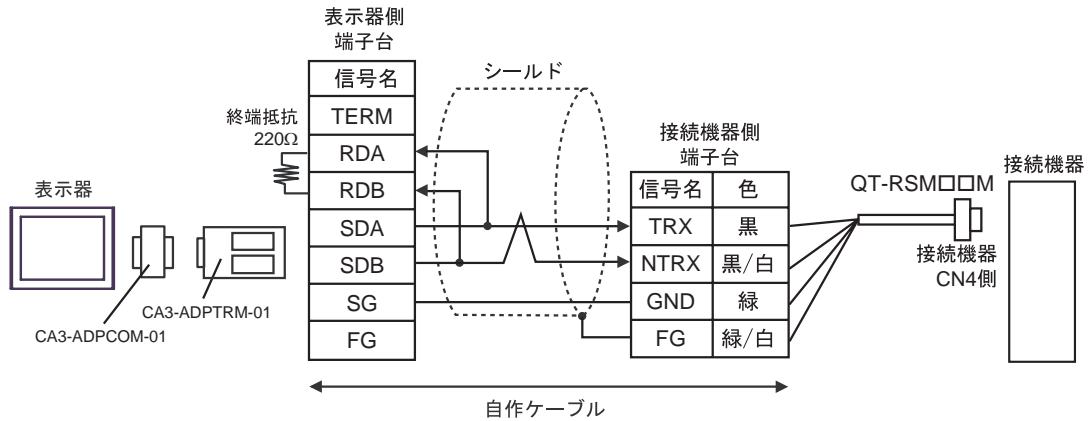 表示器側
端子台
信号名
TERM
RDA
RDB
SDA
SDB
SG
FG
終端抵抗
220Ω
シールド
表示器
CA3-ADPCOM-01
CA3-ADPTRM-01
接続機器側
端子台
信号名 色
TRX 黒
NTRX 黒/白
GND 緑
FG 緑/白
QT-RSM□□M
接続機器
CN4側
接続機器
自作ケーブル